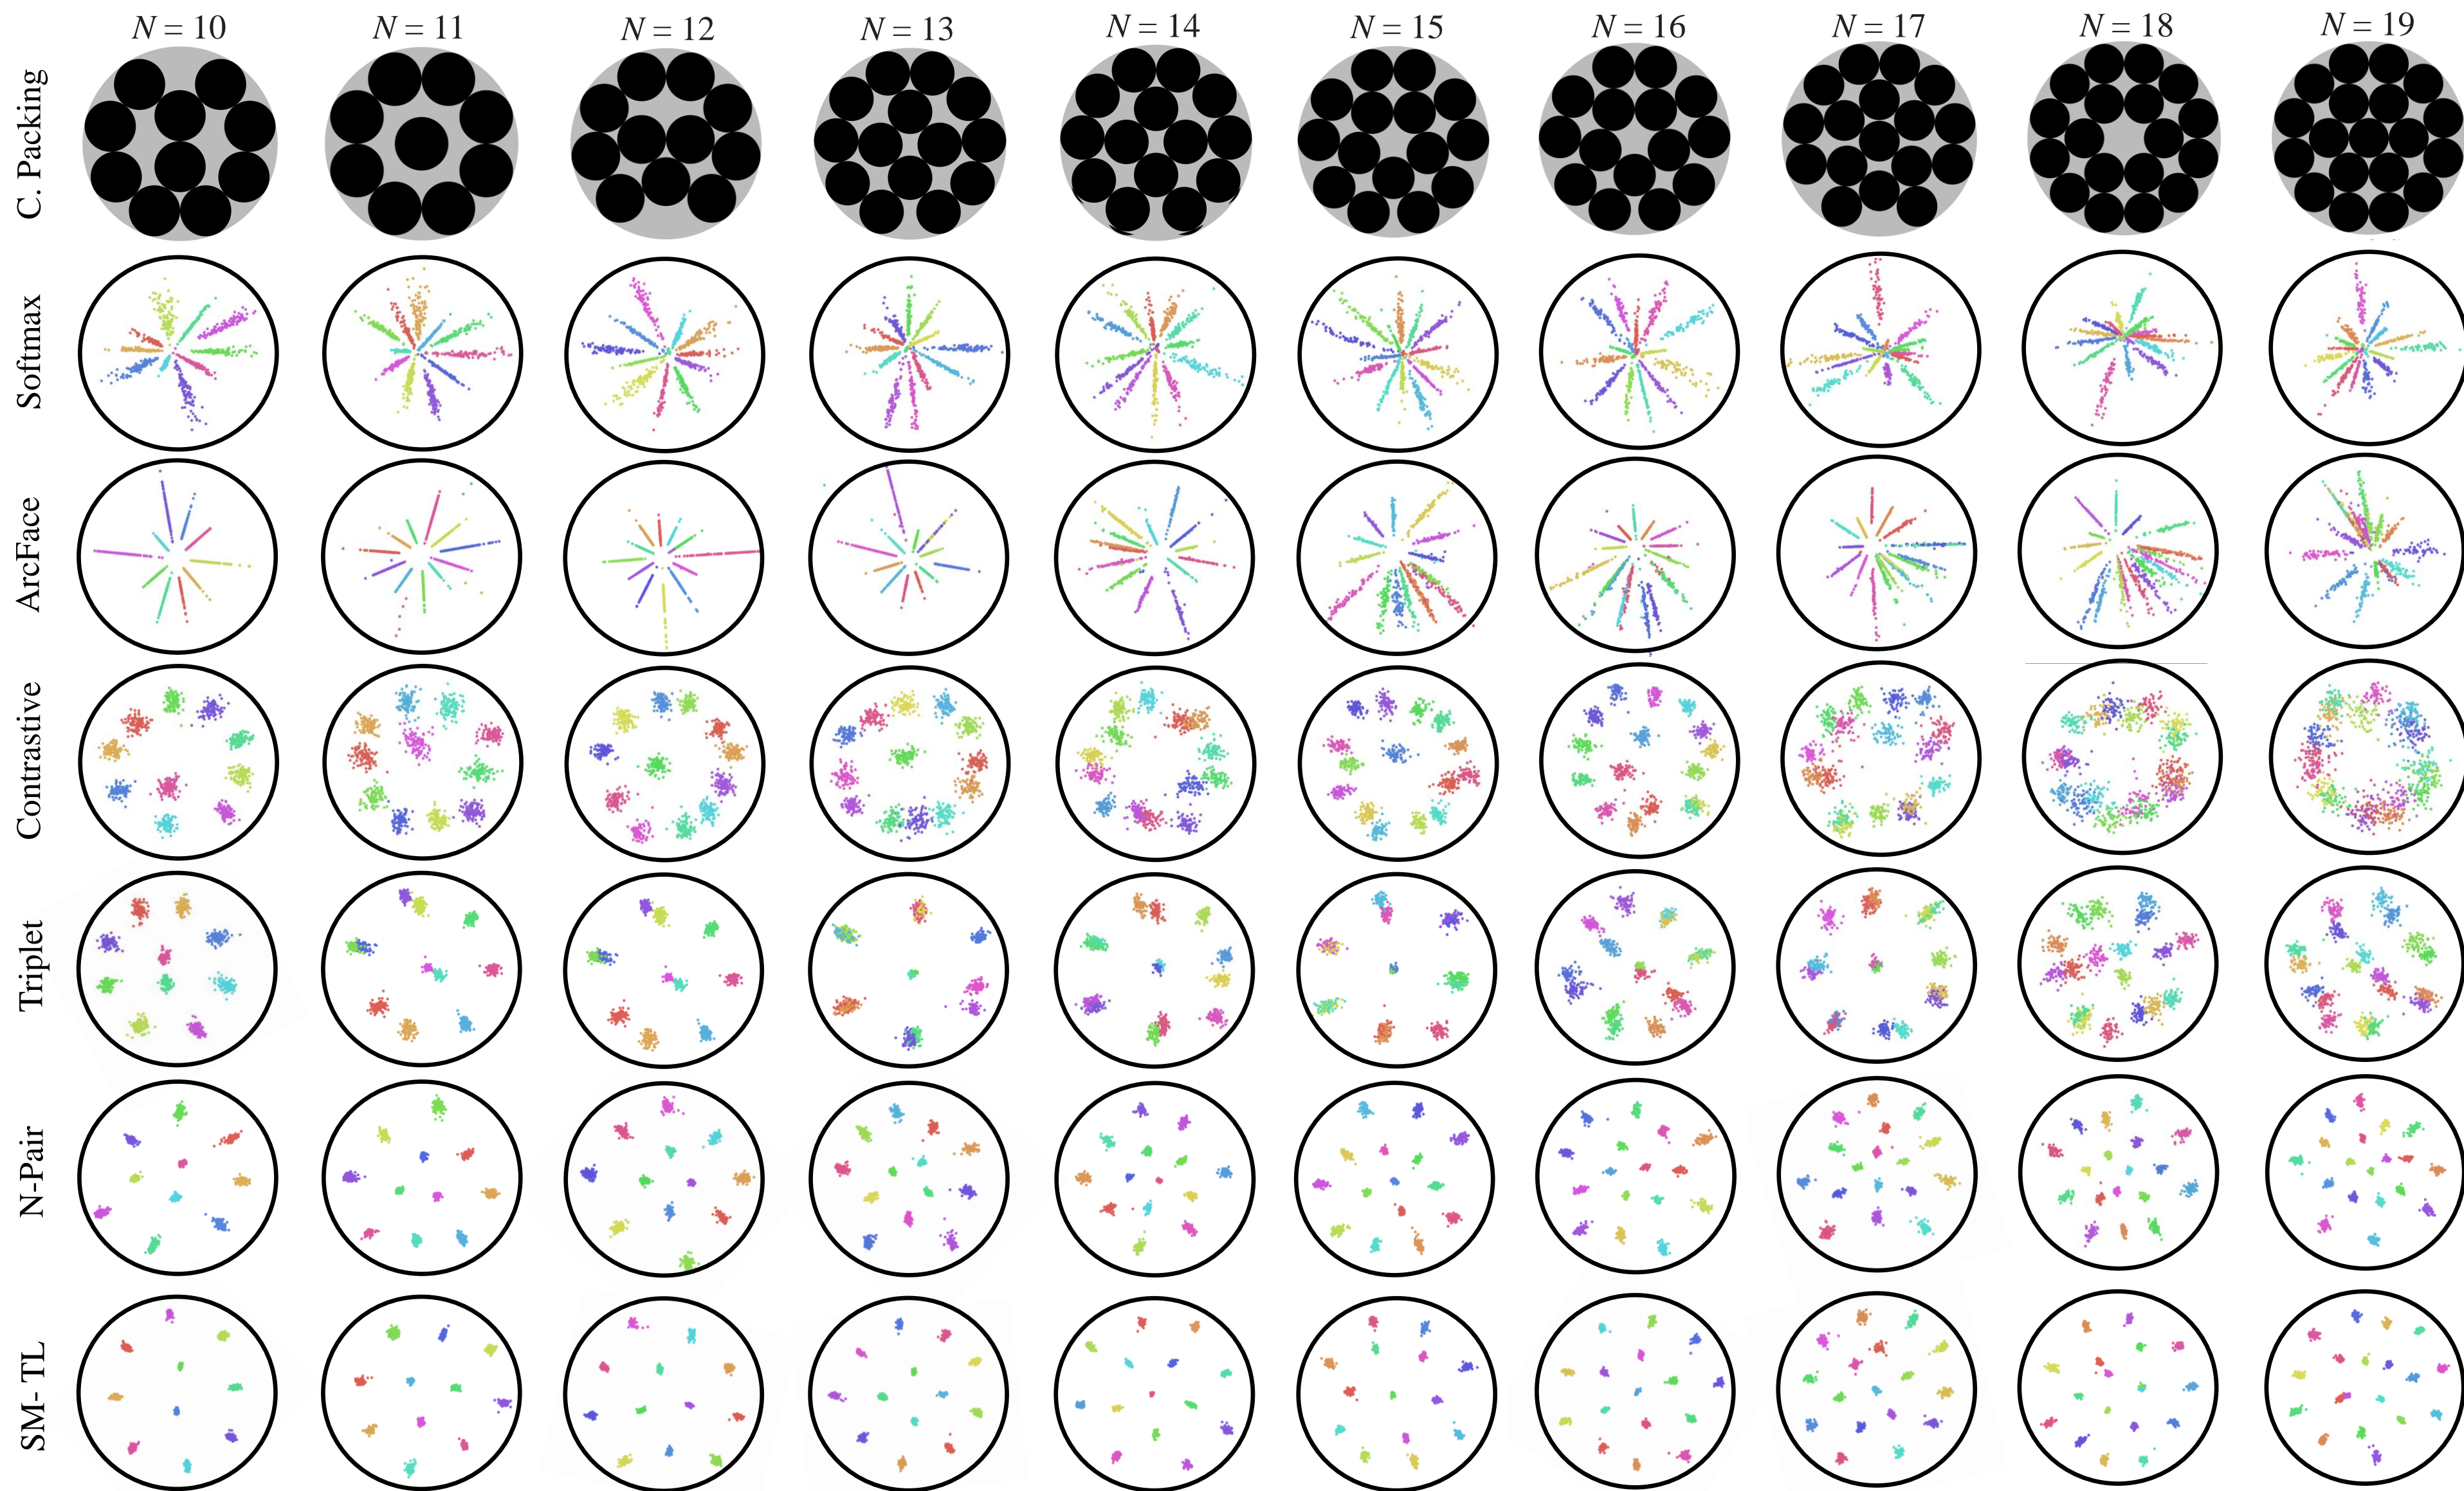 N = 10
N = 11
N = 12
N = 13
N = 14
N = 15
N = 16
N = 17
N = 18
N = 19
C. Packing
Softmax
ArcFace
Contrastive
Triplet
N-Pair
SM- TL